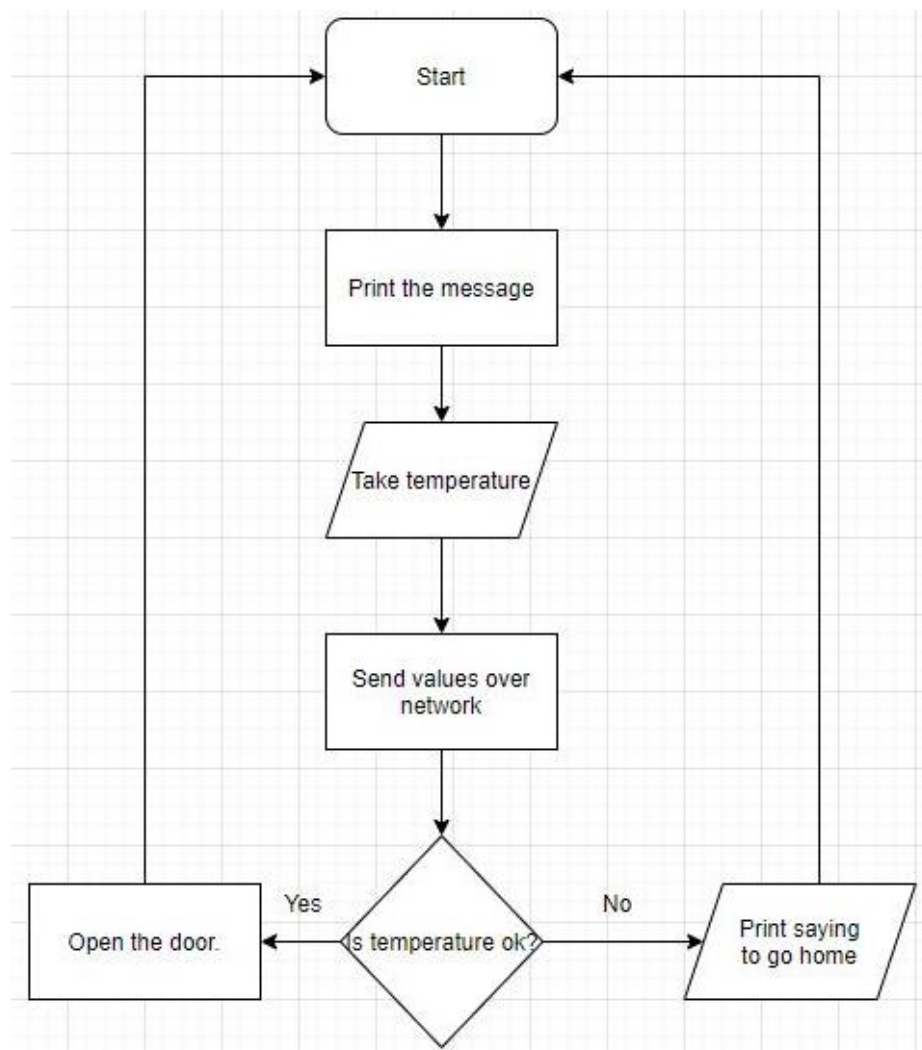 Start
Print the message
Take temperature
Send values over
network
Yes
No
Open the door.
Is temperature ok?
Print saying
to go home